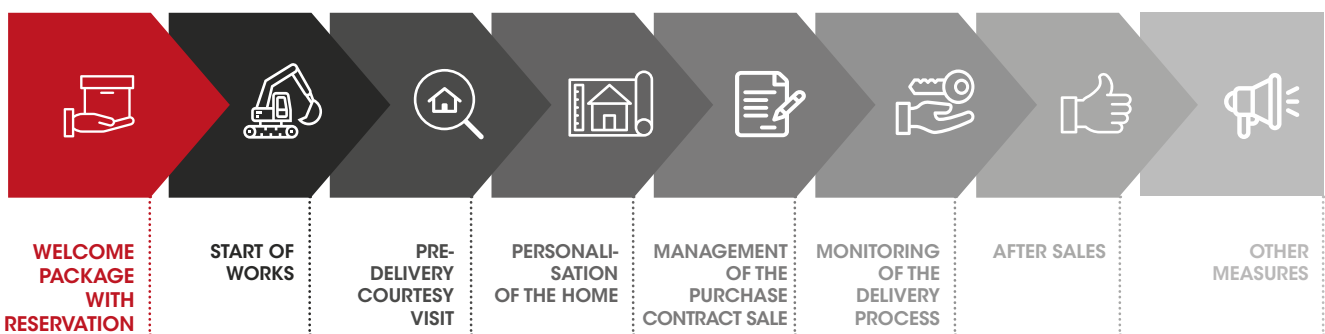 WELCOME
PACKAGE
WITH
RESERVATION
START OF
WORKS
PRE-
DELIVERY
COURTESY
VISIT
PERSONALI-
SATION
OF THE HOME
MANAGEMENT
OF THE
PURCHASE
CONTRACT SALE
MONITORING
OF THE
DELIVERY
PROCESS
AFTER SALES
OTHER
MEASURES